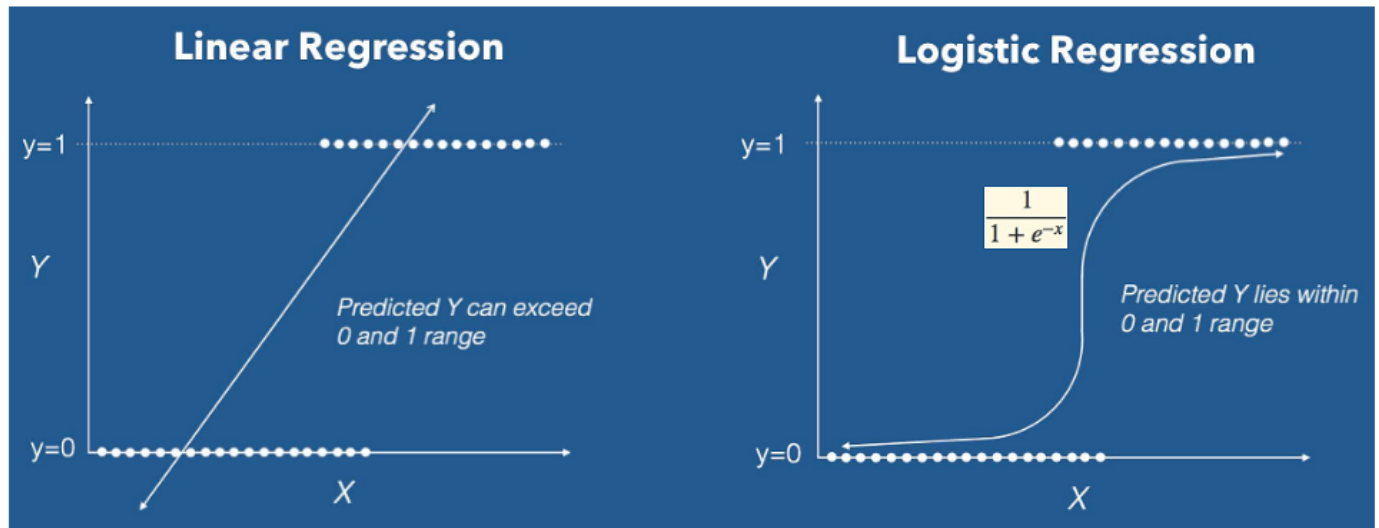 Linear Regression
y=1
Y
Predicted Y can exceed
0 and 1 range
y=0
X
Logistic Regression
y=1
1
1 + e^{-x}
Y
Predicted Y lies within
0 and 1 range
y=0
X